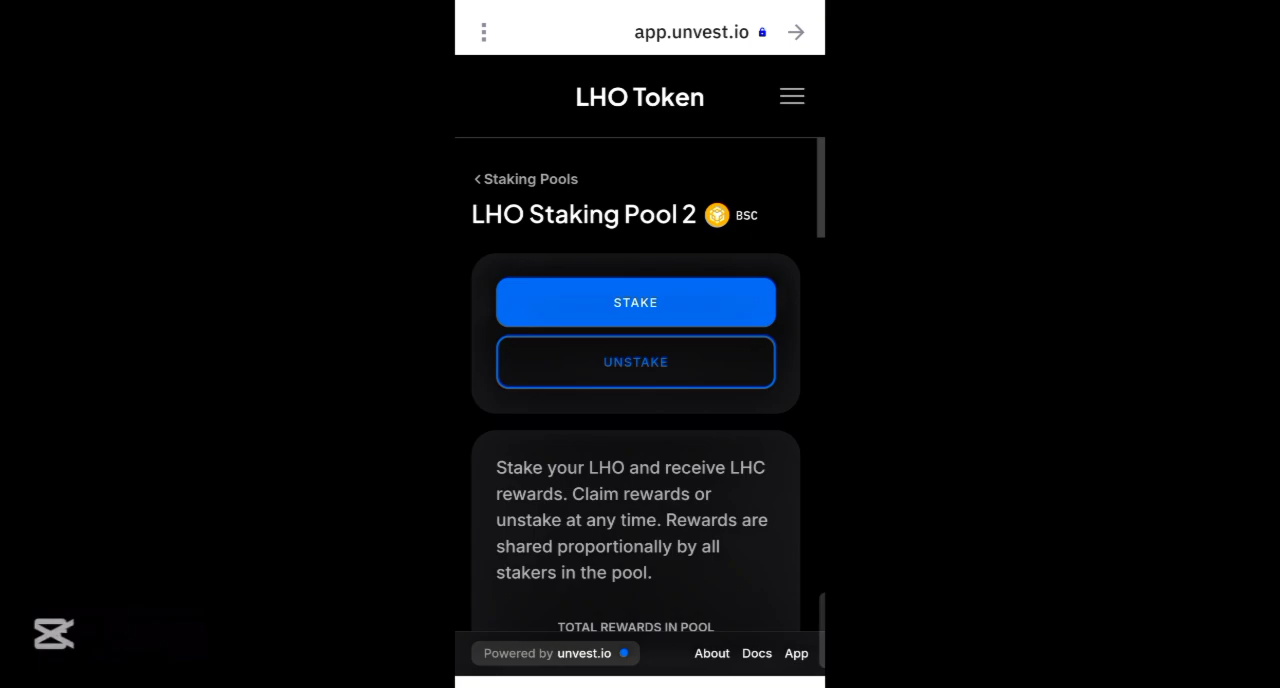 app.unvest.io
LHO Token
Staking Pools
LHO Staking Pool 2 BSC
STAKE
UNSTAKE
Stake your LHO and receive LHC
rewards. Claim rewards or
unstake at any time. Rewards are
shared proportionally by all
stakers in the pool.
TOTAL REWARDS IN POOL
Powered by unvest.io About Docs App